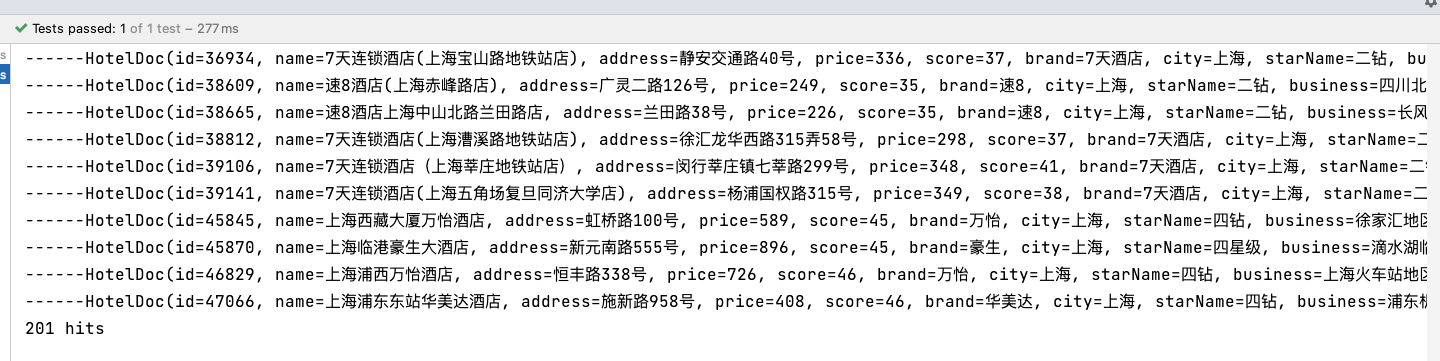 Tests passed: 1 of 1 test – 277 ms
------HotelDoc(id=36934, name=7天连锁酒店(上海宝山路地铁站店), address=静安交通路40号, price=336, score=37, brand=7天酒店, city=上海, starName=二钻, bu
------HotelDoc(id=38609, name=速8酒店(上海赤峰路店), address=广灵二路126号, price=249, score=35, brand=速8, city=上海, starName=二钻, business=四川北
------HotelDoc(id=38665, name=速8酒店上海中山北路兰田路店, address=兰田路38号, price=226, score=35, brand=速8, city=上海, starName=二钻, business=长风
------HotelDoc(id=38812, name=7天连锁酒店(上海漕溪路地铁站店), address=徐汇龙华西路315弄58号, price=298, score=37, brand=7天酒店, city=上海, starName=二
------HotelDoc(id=39106, name=7天连锁酒店（上海莘庄地铁站店）, address=闵行莘庄镇七莘路299号, price=348, score=41, brand=7天酒店, city=上海, starName=二
------HotelDoc(id=39141, name=7天连锁酒店(上海五角场复旦同济大学店), address=杨浦国权路315号, price=349, score=38, brand=7天酒店, city=上海, starName=二
------HotelDoc(id=45845, name=上海西藏大厦万怡酒店, address=虹桥路100号, price=589, score=45, brand=万怡, city=上海, starName=四钻, business=徐家汇地区
------HotelDoc(id=45870, name=上海临港豪生大酒店, address=新元南路555号, price=896, score=45, brand=豪生, city=上海, starName=四星级, business=滴水湖临
------HotelDoc(id=46829, name=上海浦西万怡酒店, address=恒丰路338号, price=726, score=46, brand=万怡, city=上海, starName=四钻, business=上海火车站地区
------HotelDoc(id=47066, name=上海浦东东站华美达酒店, address=施新路958号, price=408, score=46, brand=华美达, city=上海, starName=四钻, business=浦东机
201 hits